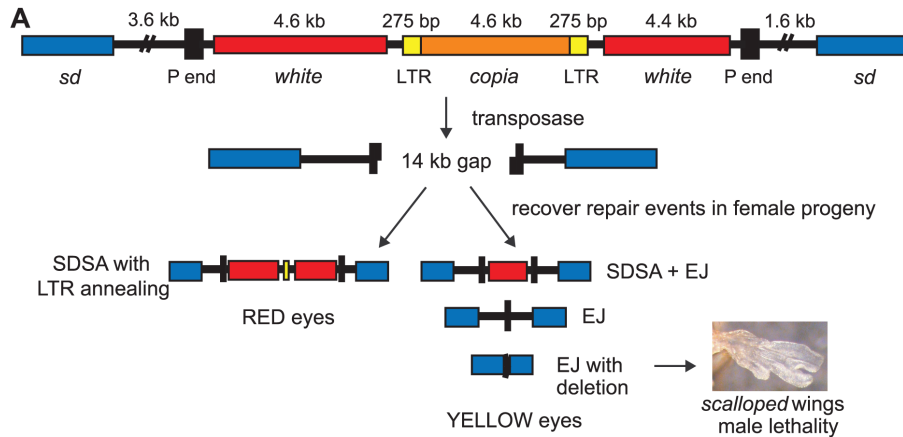 A
3.6 kb 4.6 kb 275 bp 4.6 kb 275 bp 4.4 kb 1.6 kb
sd P end white LTR copia LTR white P end sd
transposase
14 kb gap
recover repair events in female progeny
SDSA with
LTR annealing
RED eyes
SDSA + EJ
EJ
EJ with
deletion
YELLOW eyes
scalloped wings
male lethality